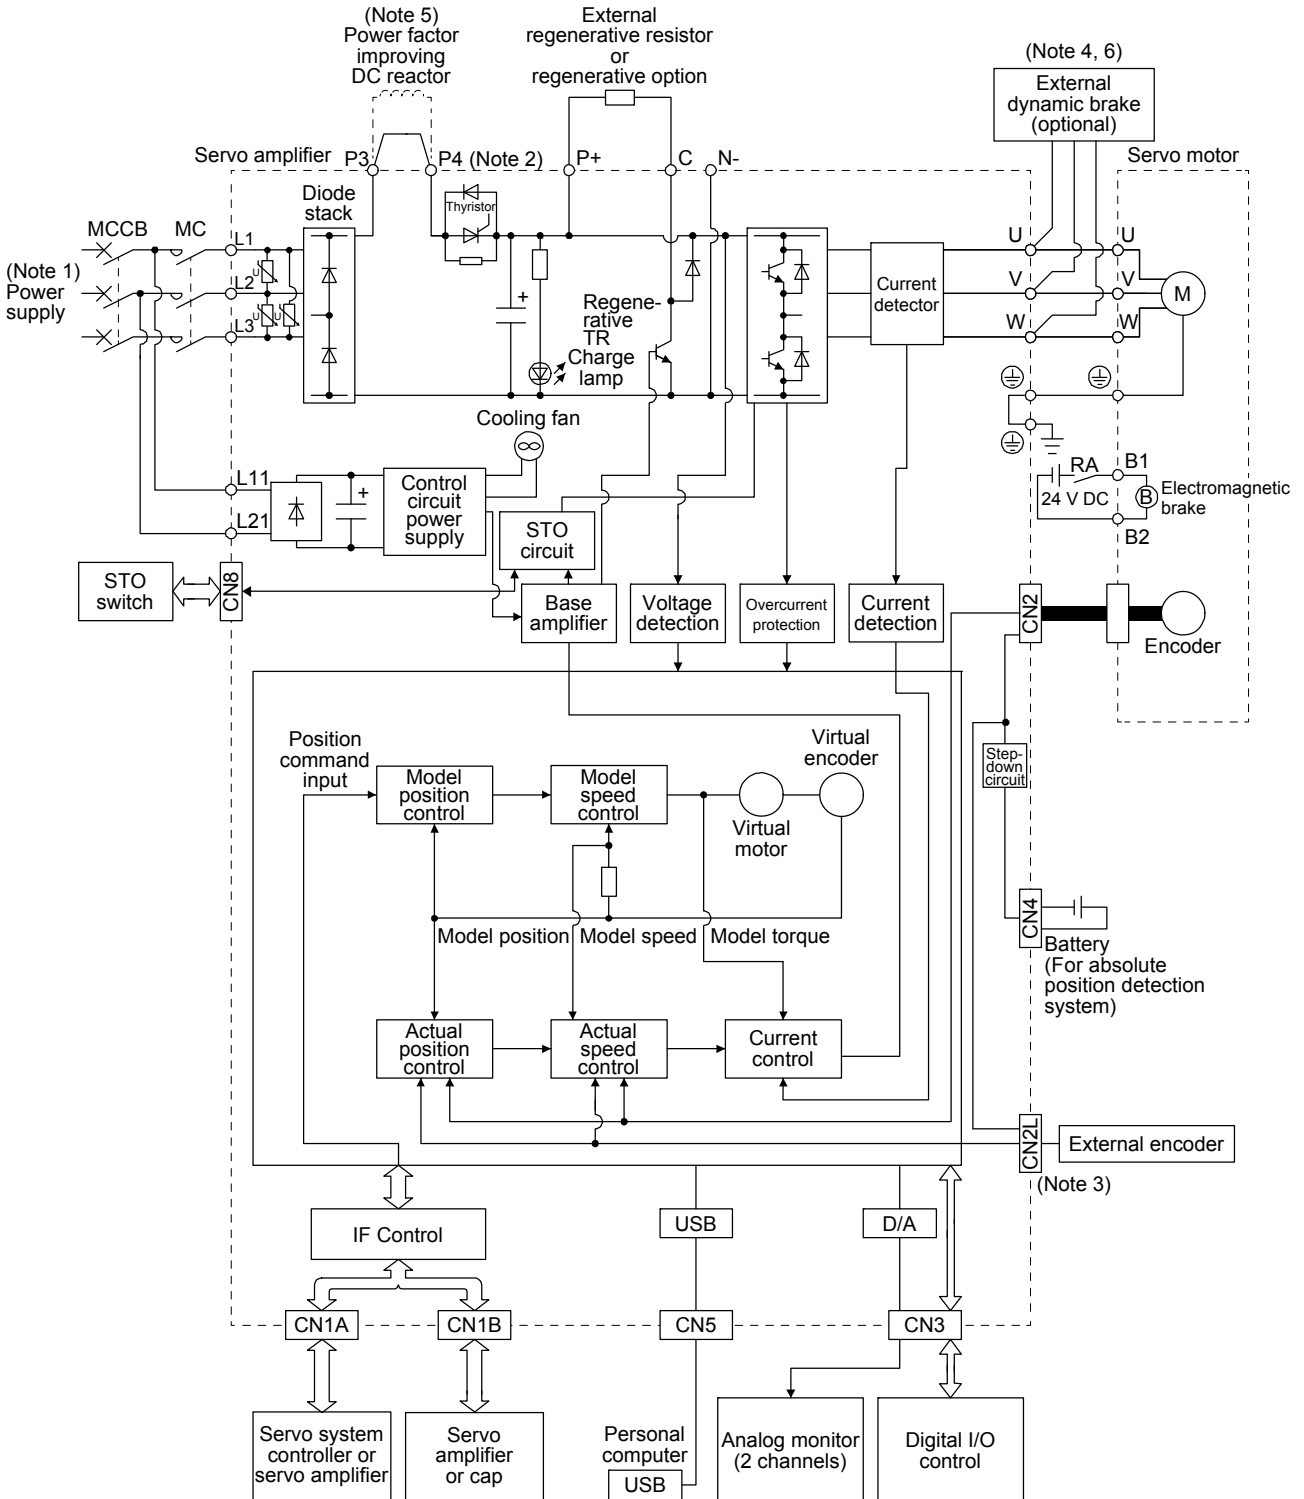 (Note 5)
Power factor
improving
DC reactor
External
regenerative resistor
or
regenerative option
(Note 4, 6)
External
dynamic brake
(optional)
Servo amplifier
P3
P4 (Note 2)
P+
C
N-
Servo motor
Diode
stack
Thyristor
MCCB
MC
L1
U
U
(Note 1)
Power
supply
U
L2
V
V
M
Current
detector
+
Regene-
rative
TR
U
U
L3
W
W
Charge
lamp
Cooling fan
L11
+
Control
circuit
power
supply
RA
B1
24 V DC
B
Electromagnetic
brake
L21
B2
STO
circuit
STO
switch
CN8
Base
amplifier
Voltage
detection
Overcurrent
protection
Current
detection
CN2
Encoder
Position
command
input
Virtual
encoder
Step-
down
circuit
Model
position
control
Model
speed
control
Virtual
motor
CN4
Model position
Model speed
Model torque
Battery
(For absolute
position detection
system)
Actual
position
control
Actual
speed
control
Current
control
CN2L
External encoder
(Note 3)
IF Control
USB
D/A
CN1A
CN1B
CN5
CN3
Servo system
controller or
servo amplifier
Servo
amplifier
or cap
Personal
computer
USB
Analog monitor
(2 channels)
Digital I/O
control